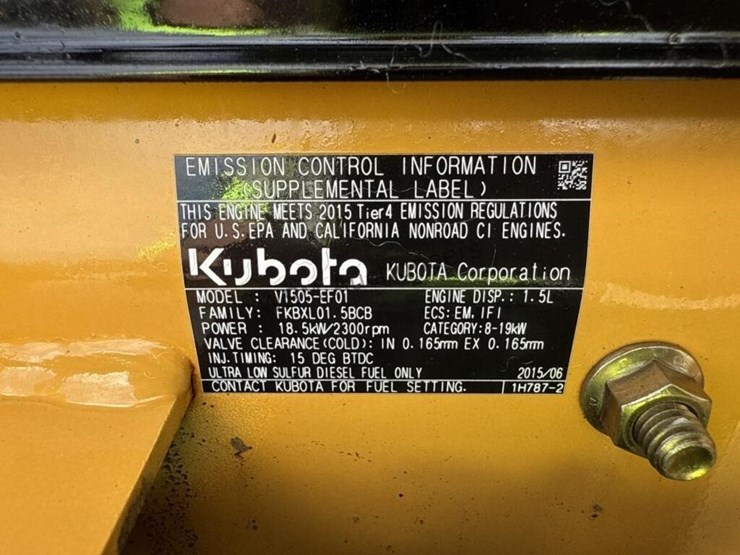 EMISSION CONTROL INFORMATION
(SUPPLEMENTAL LABEL)
THIS ENGINE MEETS 2015 Tier4 EMISSION REGULATIONS
FOR U.S.EPA AND CALIFORNIA NONROAD CI ENGINES.
Kubota KUBOTA Corporation
MODEL : V1505-EF01 ENGINE DISP.: 1.5L
FAMILY: FKBXL01.5BCB ECS: EM, IFI
POWER : 18.5kW/2300rpm CATEGORY:8-19kW
VALVE CLEARANCE(COLD): IN 0.165mm EX 0.165mm
INJ.TIMING: 15 DEG BTDC
ULTRA LOW SULFUR DIESEL FUEL ONLY 2015/06
CONTACT KUBOTA FOR FUEL SETTING. 1H787-2